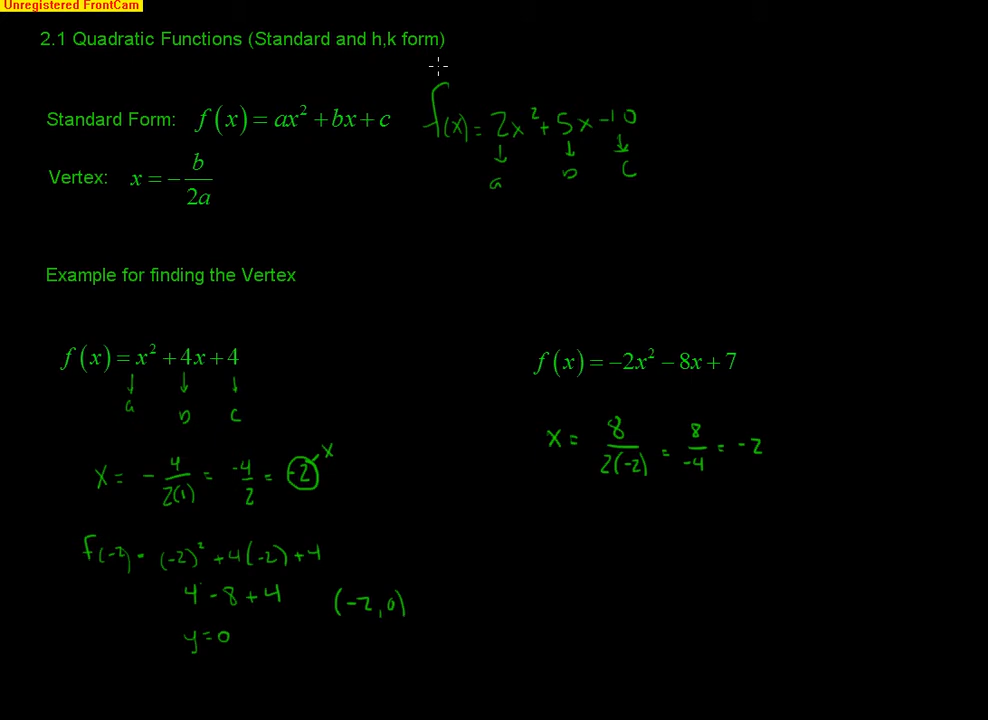 Unregistered FrontCam
2.1 Quadratic Functions (Standard and h,k form)
Standard Form: f(x) = ax² + bx + c
f(x) = 2x² + 5x - 10
a b c
Vertex: x = - b/2a
Example for finding the Vertex
f(x) = x² + 4x + 4
a b c
x = - 4/2(1) = -4/2 = -2 x
f(-2) = (-2)² + 4(-2) + 4
4 - 8 + 4
(-2, 0)
y = 0
f(x) = -2x² - 8x + 7
x = 8/2(-2) = 8/-4 = -2